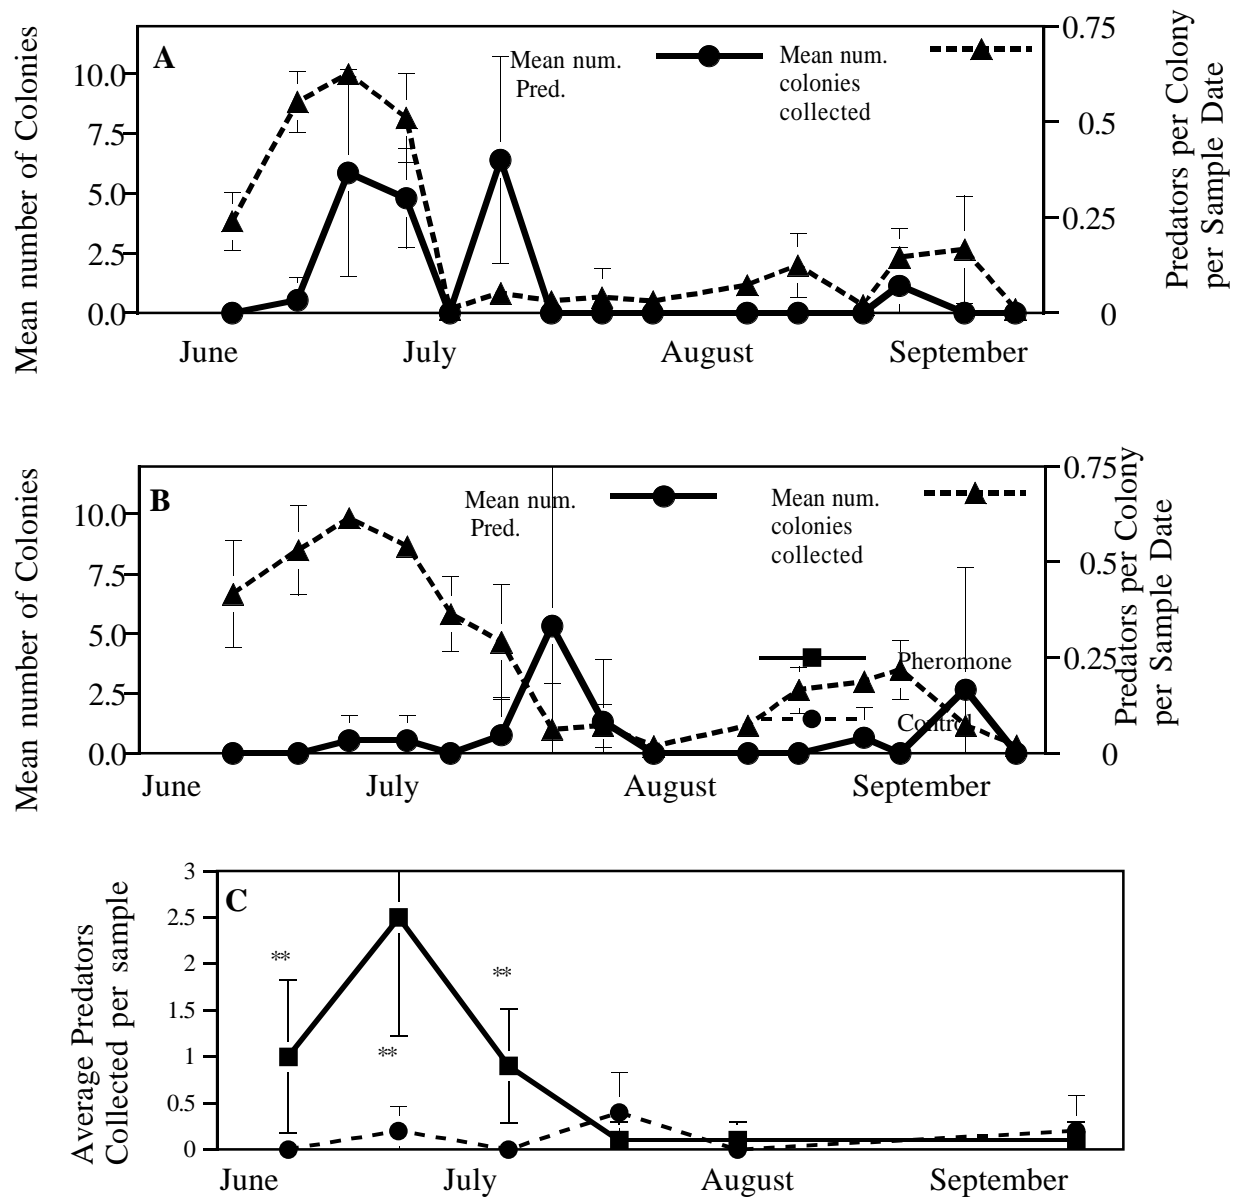 A
Mean num.
Pred.
Mean num.
colonies
collected
Mean number of Colonies
10.0
7.5
5.0
2.5
0.0
0.75
0.5
0.25
0
Predators per Colony
per Sample Date
June July August September
B
Mean num.
Pred.
Mean num.
colonies
collected
Mean number of Colonies
10.0
7.5
5.0
2.5
0.0
0.75
0.5
0.25
0
Predators per Colony
per Sample Date
Pheromone
Control
June July August September
C
Average Predators
Collected per sample
3
2.5
2
1.5
1
0.5
0
**
**
**
June July August September